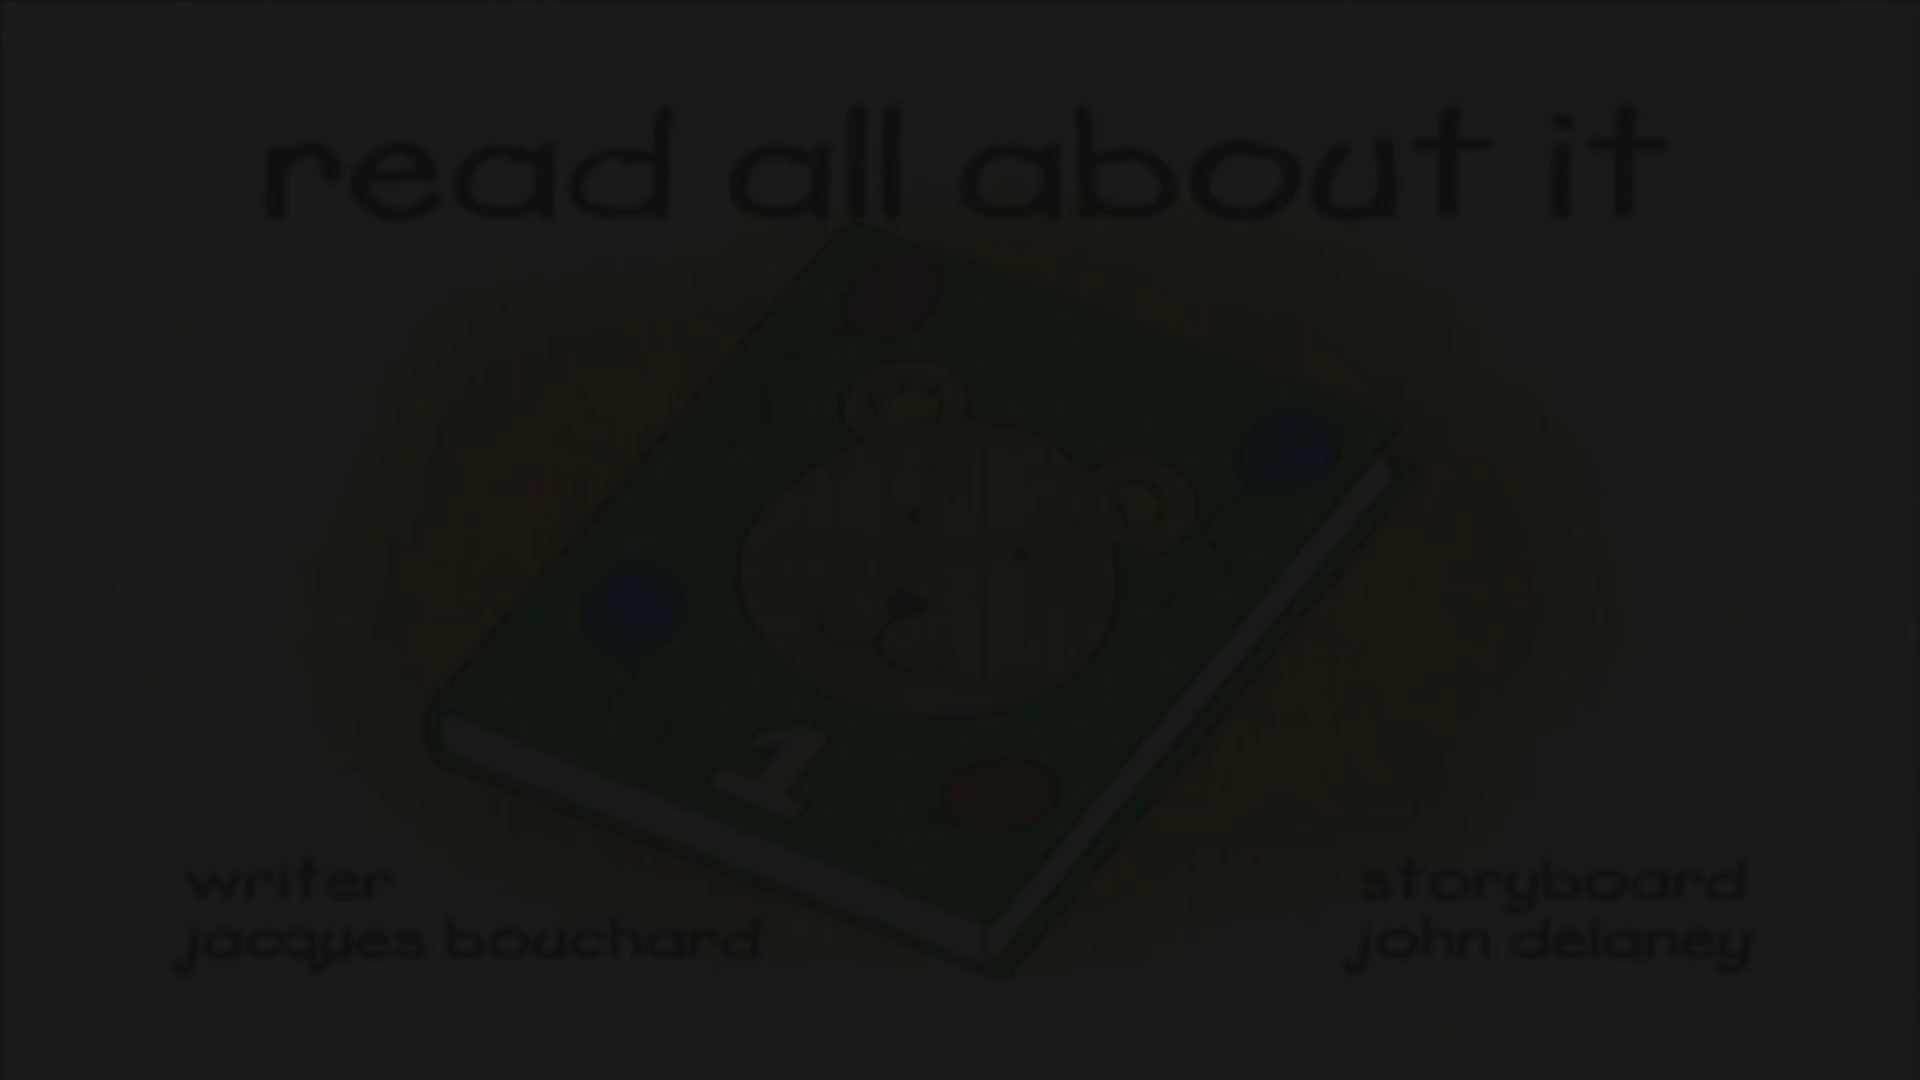 read all about it
1
writer
jacques bouchard
storyboard
john delaney